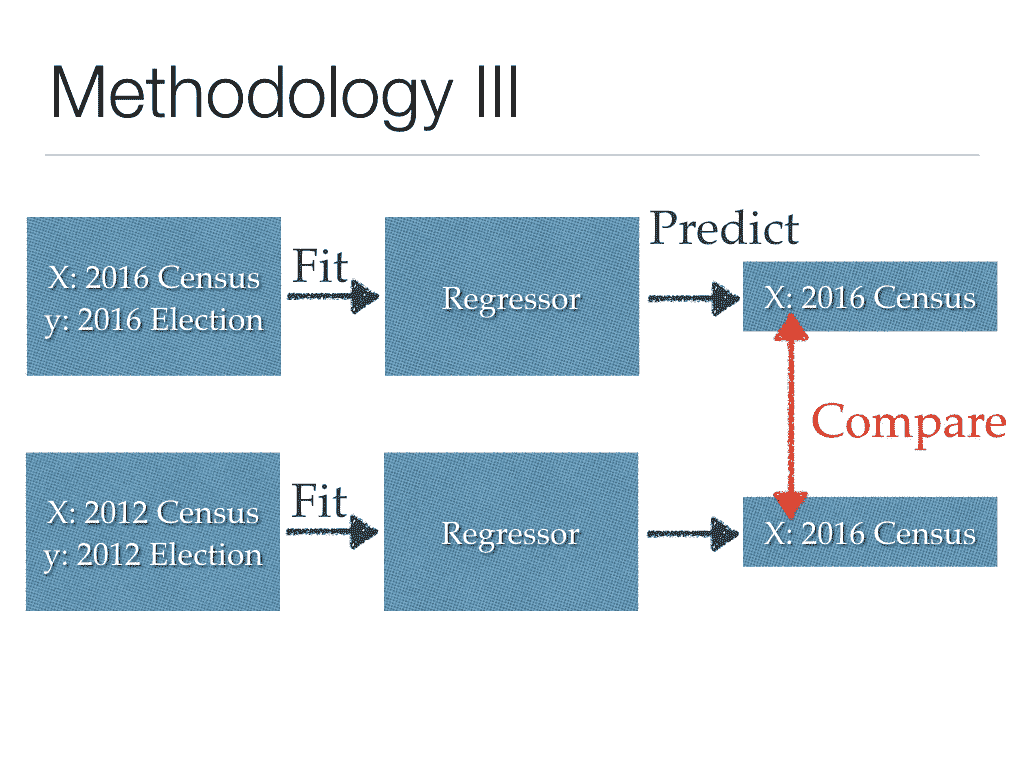 Methodology III
X: 2016 Census
y: 2016 Election
Fit
Regressor
Predict
X: 2016 Census
Compare
X: 2012 Census
y: 2012 Election
Fit
Regressor
X: 2016 Census